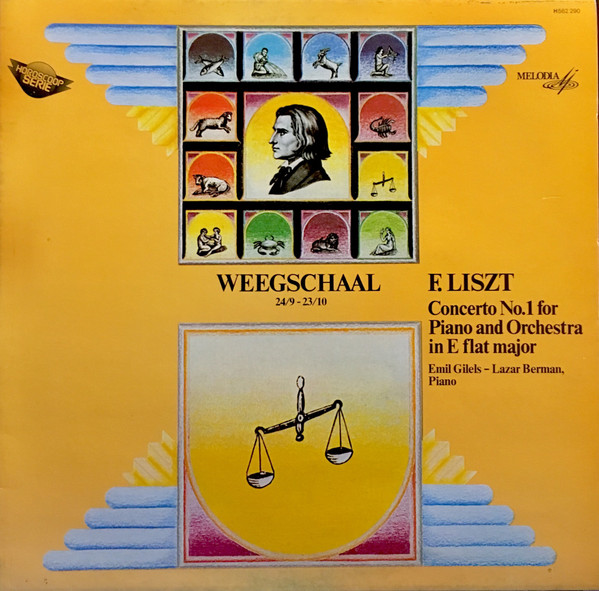 M592 290
HOROSCOOP
SERIE
MELODIA
WEEGSCHAAL
24/9 - 23/10
F. LISZT
Concerto No.1 for
Piano and Orchestra
in E flat major
Emil Gilels – Lazar Berman,
Piano